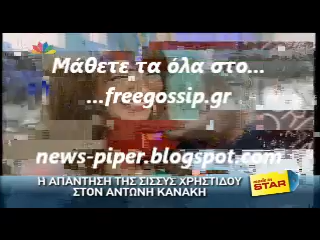 Μάθετε τα όλα στο...
...freegossip.gr
news-piper.blogspot.com
Η ΑΠΑΝΤΗΣΗ ΤΗΣ ΣΙΣΣΥΣ ΧΡΗΣΤΙΔΟΥ
ΣΤΟΝ ΑΝΤΩΝΗ ΚΑΝΑΚΗ
STAR